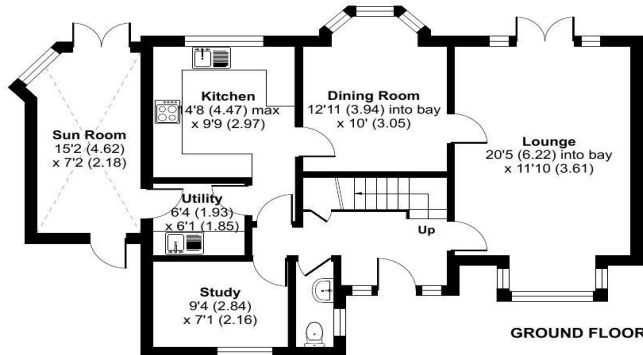 Kitchen
14'8 (4.47) max
x 9'9 (2.97)
Dining Room
12'11 (3.94) into bay
x 10' (3.05)
Sun Room
15'2 (4.62)
x 7'2 (2.18)
Lounge
20'5 (6.22) into bay
x 11'10 (3.61)
Utility
6'4 (1.93)
x 6'1 (1.85)
Up
Study
9'4 (2.84)
x 7'1 (2.16)
GROUND FLOOR